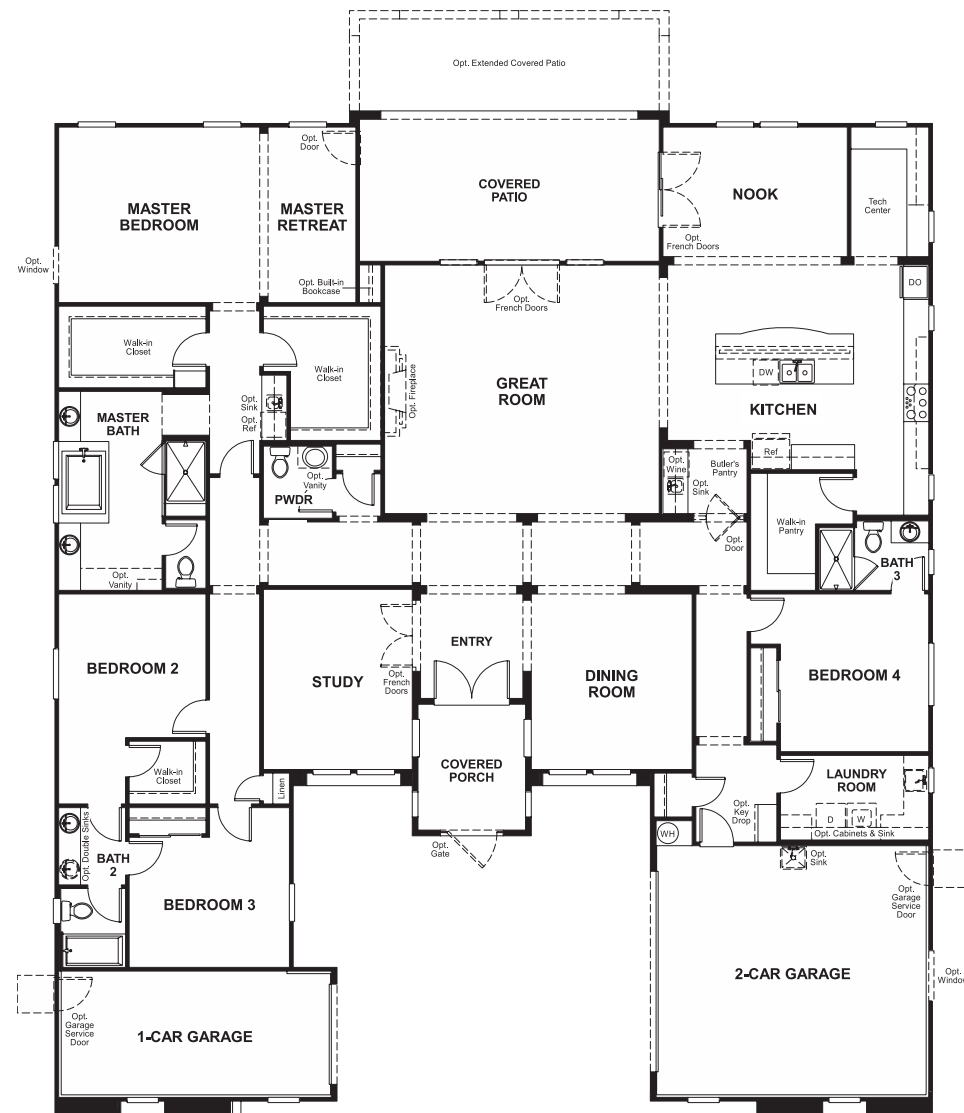 Opt. Extended Covered Patio
Opt.
Door
COVERED
PATIO
MASTER
BEDROOM
MASTER
RETREAT
NOOK
Tech
Center
Opt.
French Doors
Opt.
Window
Opt. Built-in
Bookcase
Opt.
French Doors
DO
Walk-in
Closet
Walk-in
Closet
Opt. Fireplace
GREAT
ROOM
DW
KITCHEN
Opt.
Sink
Opt.
Ref
MASTER
BATH
Ref
Opt.
Wine
Butler's
Pantry
Opt.
Sink
Opt.
Vanity
PWDR
Walk-in
Pantry
Opt.
Door
BATH
3
Opt.
Vanity
BEDROOM 2
STUDY
Opt.
French
Doors
ENTRY
DINING
ROOM
BEDROOM 4
Walk-in
Closet
Linen
COVERED
PORCH
LAUNDRY
ROOM
Opt.
Key
Drop
D
W
Opt. Cabinets & Sink
WH
Opt. Double Sinks
BATH
2
Opt.
Gate
Opt.
Sink
Opt.
Garage
Service
Door
BEDROOM 3
2-CAR GARAGE
Opt.
Window
Opt.
Garage
Service
Door
1-CAR GARAGE